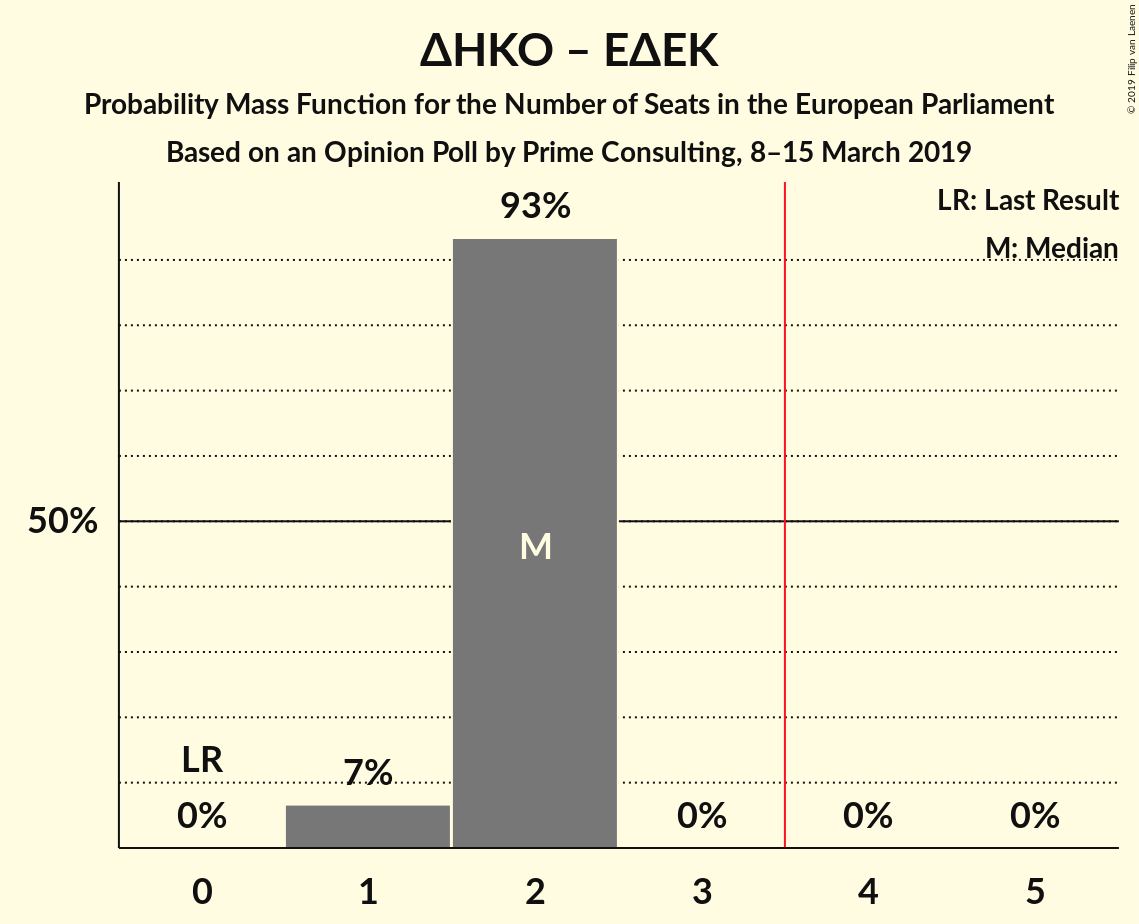 ΔΗΚΟ – ΕΔΕΚ
Probability Mass Function for the Number of Seats in the European Parliament
Based on an Opinion Poll by Prime Consulting, 8–15 March 2019
© 2019 Filip van Laenen
LR: Last Result
M: Median
93%
50%
M
LR
7%
0%
0%
0%
0%
0 1 2 3 4 5